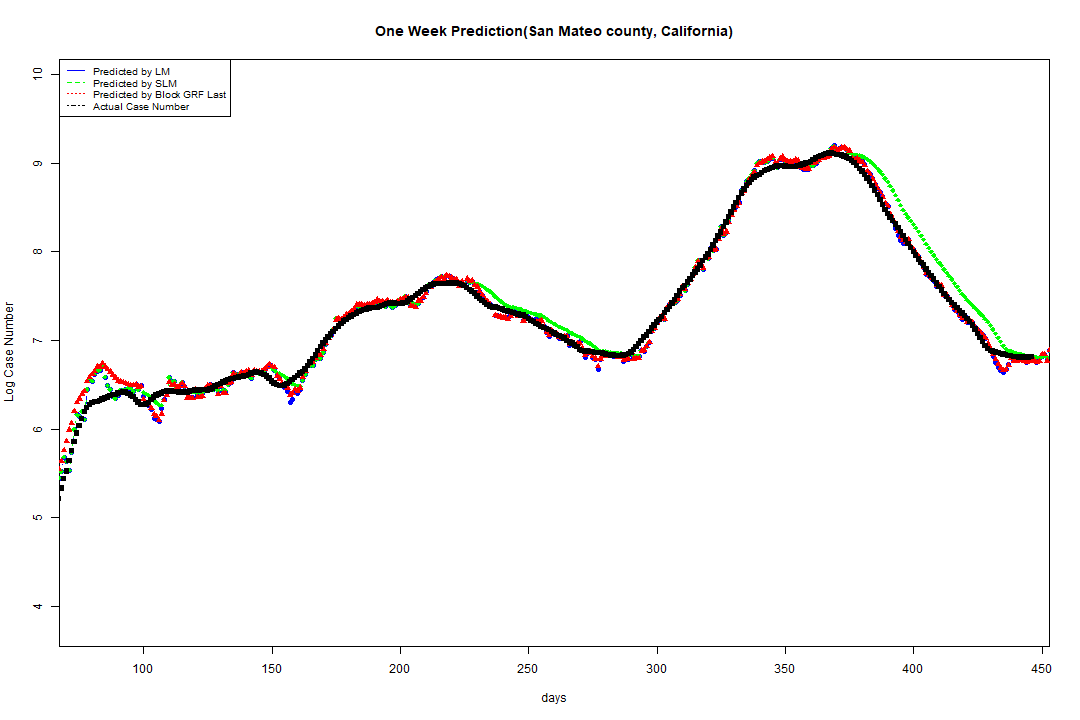 One Week Prediction(San Mateo county, California)
Predicted by LM
Predicted by SLM
Predicted by Block GRF Last
Actual Case Number
10
9
8
7
6
5
4
Log Case Number
100 150 200 250 300 350 400 450
days